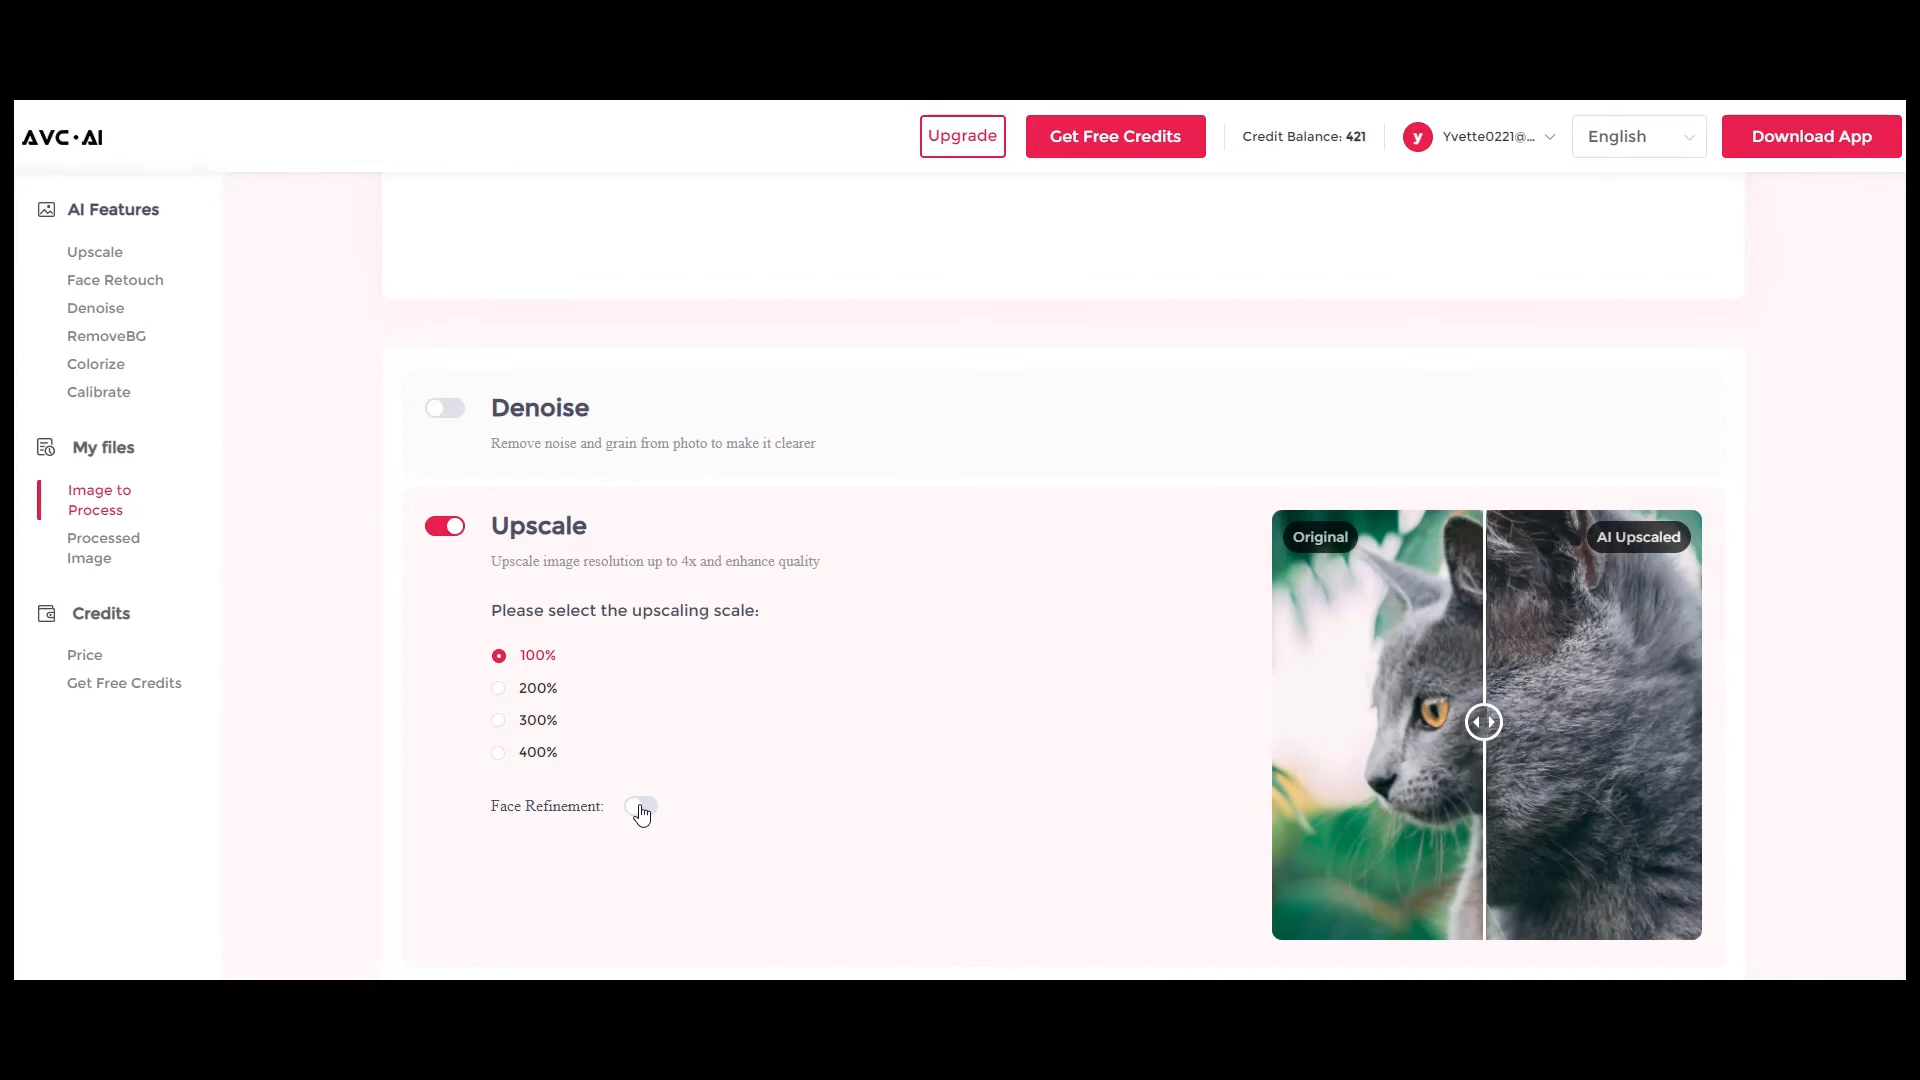 AVC·AI
Upgrade
Get Free Credits
Credit Balance: 421
y
Yvette0221@...
English
Download App
AI Features
Upscale
Face Retouch
Denoise
RemoveBG
Colorize
Calibrate
My files
Image to
Process
Processed
Image
Credits
Price
Get Free Credits
Denoise
Remove noise and grain from photo to make it clearer
Upscale
Upscale image resolution up to 4x and enhance quality
Please select the upscaling scale:
100%
200%
300%
400%
Face Refinement:
Original
AI Upscaled